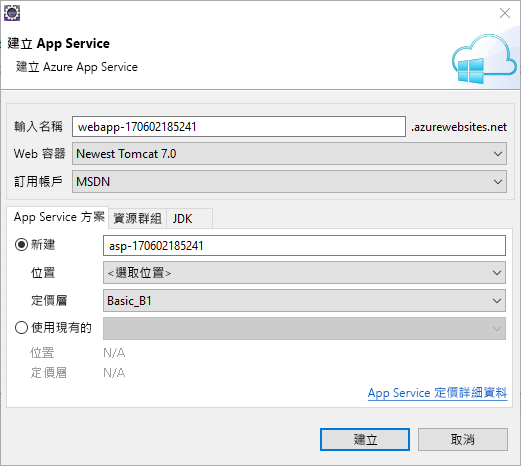 建立 App Service
建立 Azure App Service
輸入名稱 webapp-170602185241 .azurewebsites.net
Web 容器 Newest Tomcat 7.0
訂用帳戶 MSDN
App Service 方案 資源群組 JDK
新建 asp-170602185241
位置 <選取位置>
定價層 Basic_B1
使用現有的
位置 N/A
定價層 N/A
App Service 定價詳細資料
建立 取消